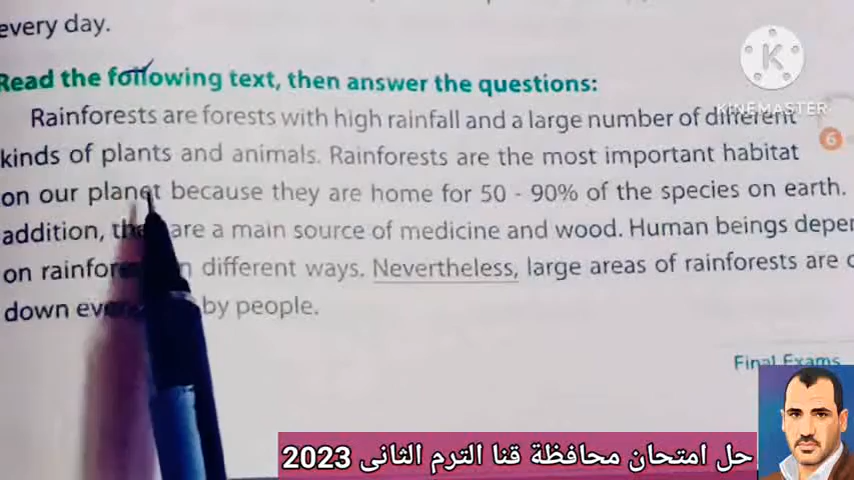 every day.
Read the following text, then answer the questions:
Rainforests are forests with high rainfall and a large number of different
kinds of plants and animals. Rainforests are the most important habitat
on our planet because they are home for 50 - 90% of the species on earth.
addition, are a main source of medicine and wood. Human beings
on different ways. Nevertheless, large areas of rainforests are
down by people.
Final Exams
K
KINEMASTER
6
حل امتحان محافظة قنا الترم الثانى 2023